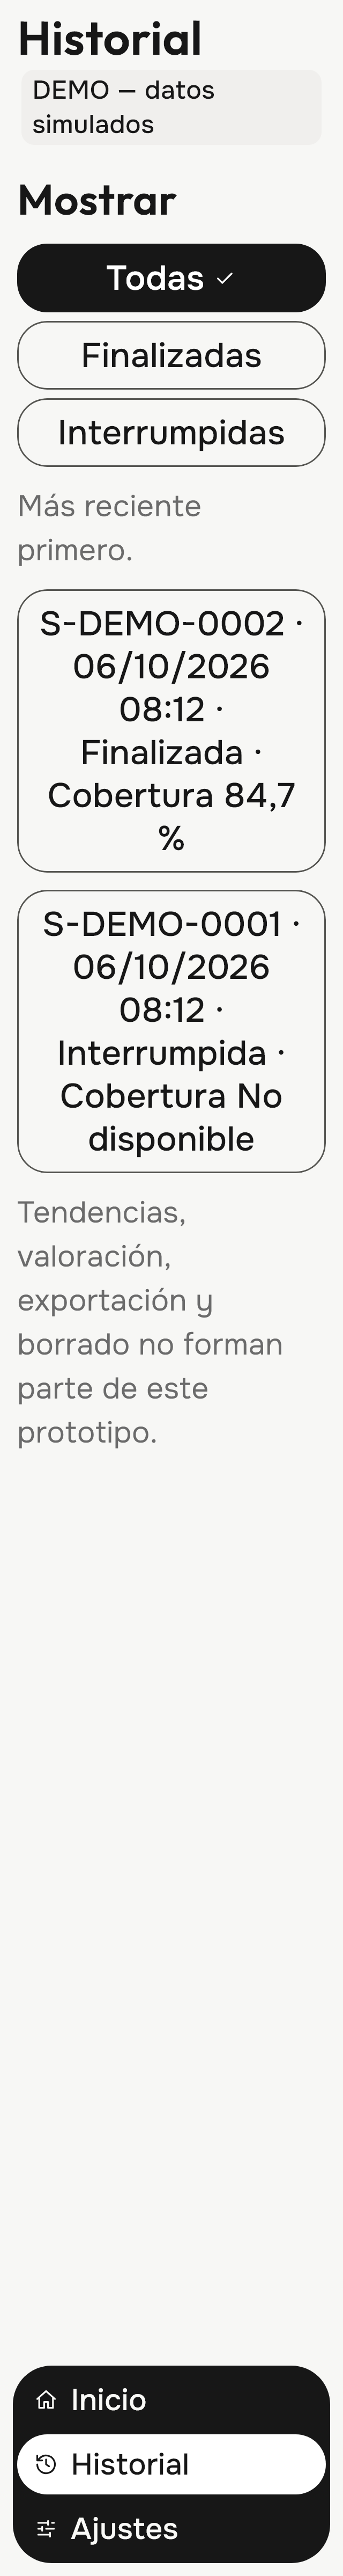 Historial
DEMO — datos
simulados
Mostrar
Todas
Finalizadas
Interrumpidas
Más reciente
primero.
S-DEMO-0002 ·
06/10/2026
08:12 ·
Finalizada ·
Cobertura 84,7
%
S-DEMO-0001 ·
06/10/2026
08:12 ·
Interrumpida ·
Cobertura No
disponible
Tendencias,
valoración,
exportación y
borrado no forman
parte de este
prototipo.
Inicio
Historial
Ajustes